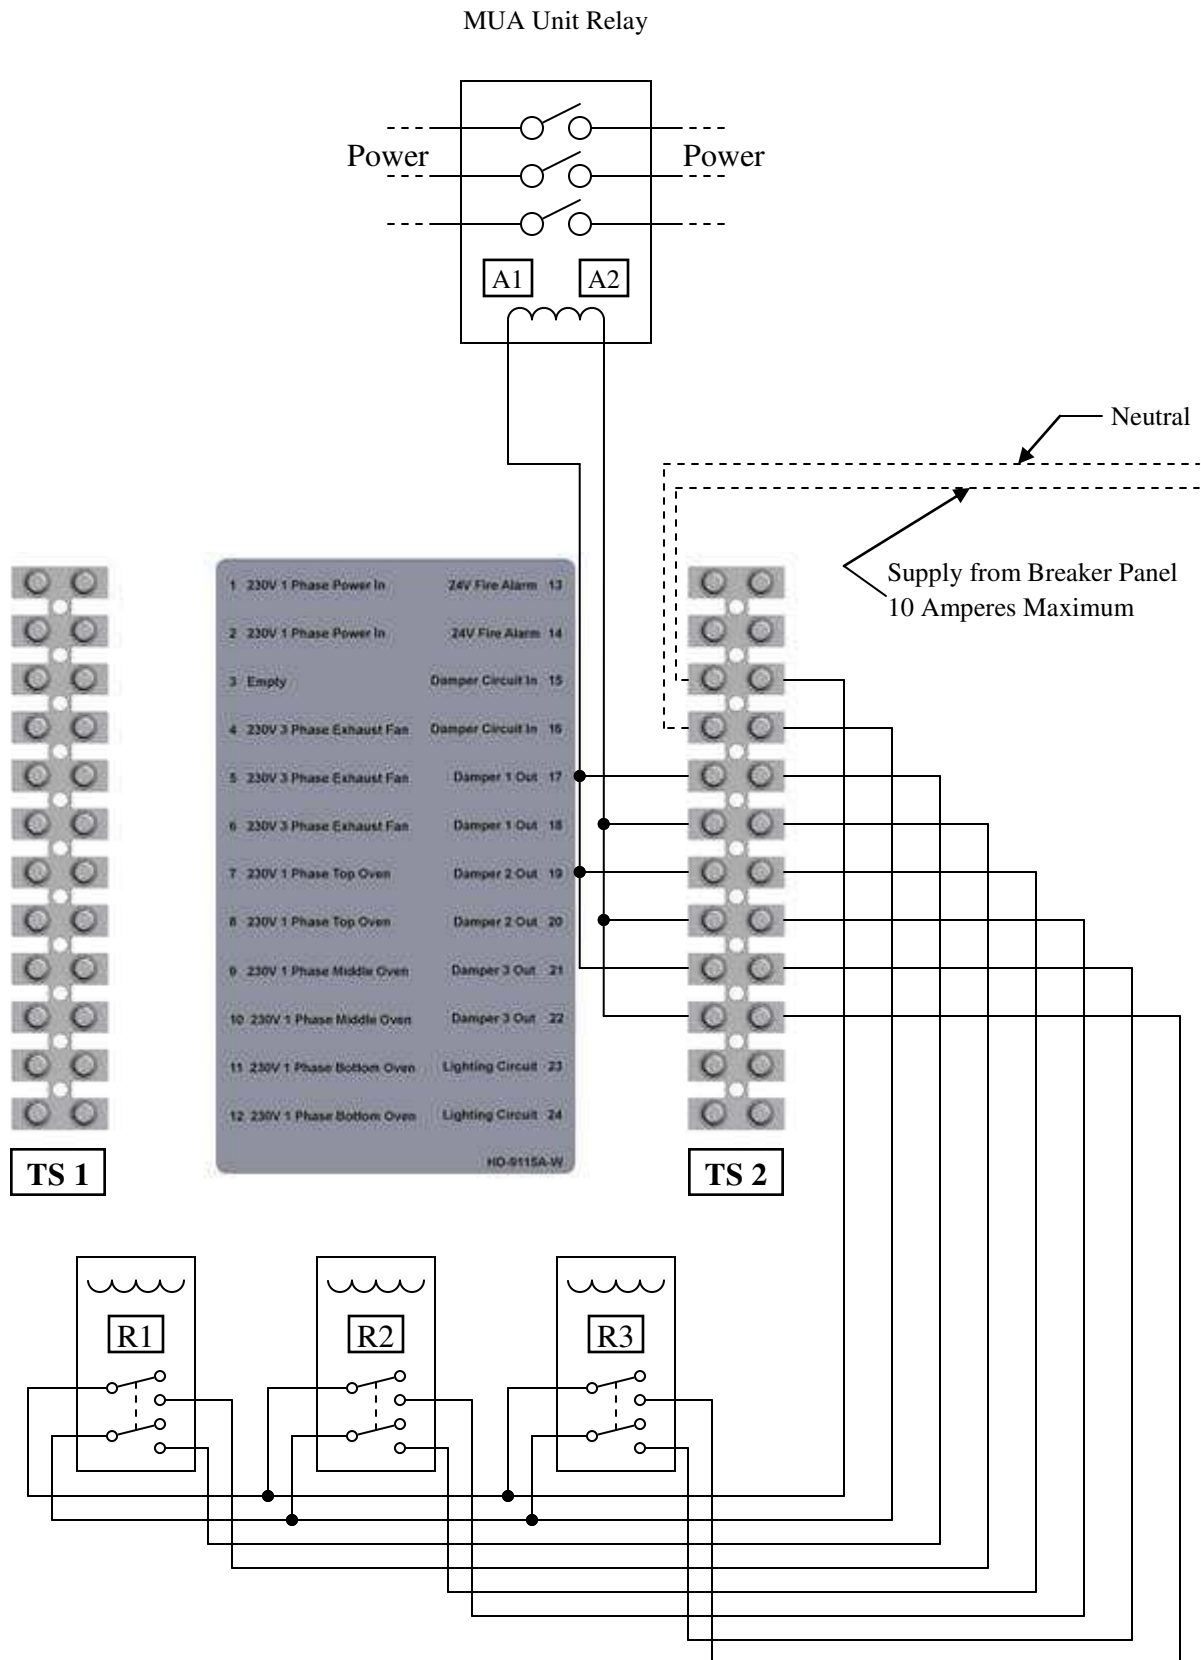 MUA Unit Relay
Power
Power
A1
A2
Neutral
Supply from Breaker Panel
10 Amperes Maximum
1 230V 1 Phase Power In
24V Fire Alarm 13
2 230V 1 Phase Power In
24V Fire Alarm 14
3 Empty
Damper Circuit In 15
4 230V 3 Phase Exhaust Fan
Damper Circuit In 16
5 230V 3 Phase Exhaust Fan
Damper 1 Out 17
6 230V 3 Phase Exhaust Fan
Damper 1 Out 18
7 230V 1 Phase Top Oven
Damper 2 Out 19
8 230V 1 Phase Top Oven
Damper 2 Out 20
9 230V 1 Phase Middle Oven
Damper 3 Out 21
10 230V 1 Phase Middle Oven
Damper 3 Out 22
11 230V 1 Phase Bottom Oven
Lighting Circuit 23
12 230V 1 Phase Bottom Oven
Lighting Circuit 24
HD-9115A-W
TS 1
TS 2
R1
R2
R3